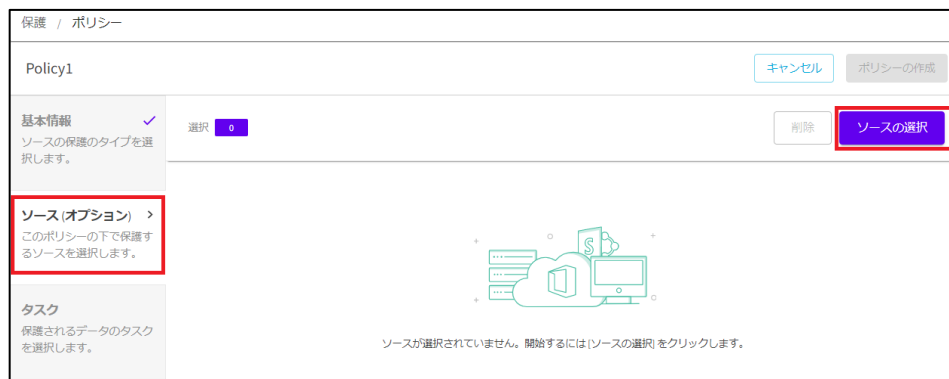 保護 / ポリシー
Policy1
キャンセル
ポリシーの作成
基本情報
ソースの保護のタイプを選
択します。
選択 0
削除
ソースの選択
ソース (オプション)
このポリシーの下で保護す
るソースを選択します。
タスク
保護されるデータのタスク
を選択します。
ソースが選択されていません。開始するには [ソースの選択] をクリックします。